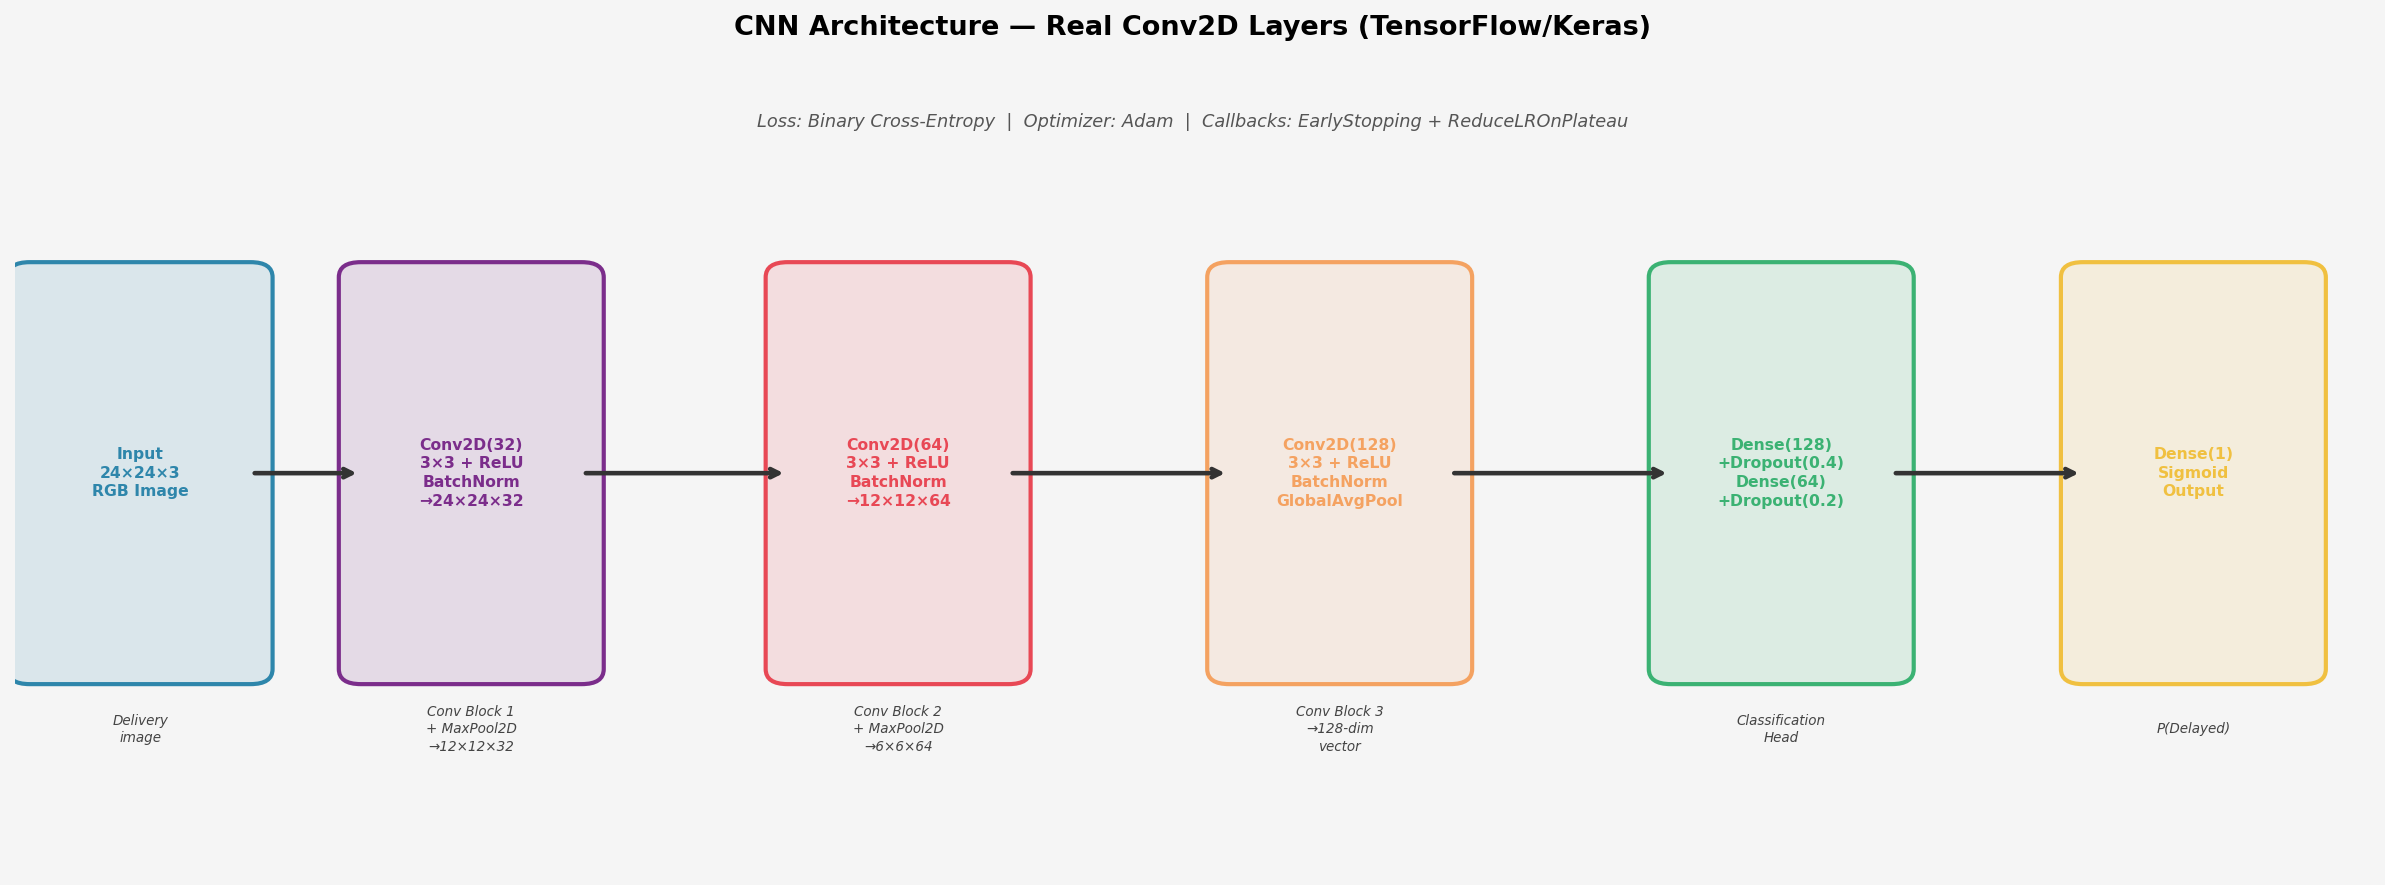 CNN Architecture — Real Conv2D Layers (TensorFlow/Keras)
Loss: Binary Cross-Entropy | Optimizer: Adam | Callbacks: EarlyStopping + ReduceLROnPlateau
Input
24×24×3
RGB Image
Delivery
image
Conv2D(32)
3×3 + ReLU
BatchNorm
→24×24×32
Conv Block 1
+ MaxPool2D
→12×12×32
Conv2D(64)
3×3 + ReLU
BatchNorm
→12×12×64
Conv Block 2
+ MaxPool2D
→6×6×64
Conv2D(128)
3×3 + ReLU
BatchNorm
GlobalAvgPool
Conv Block 3
→128-dim
vector
Dense(128)
+Dropout(0.4)
Dense(64)
+Dropout(0.2)
Classification
Head
Dense(1)
Sigmoid
Output
P(Delayed)